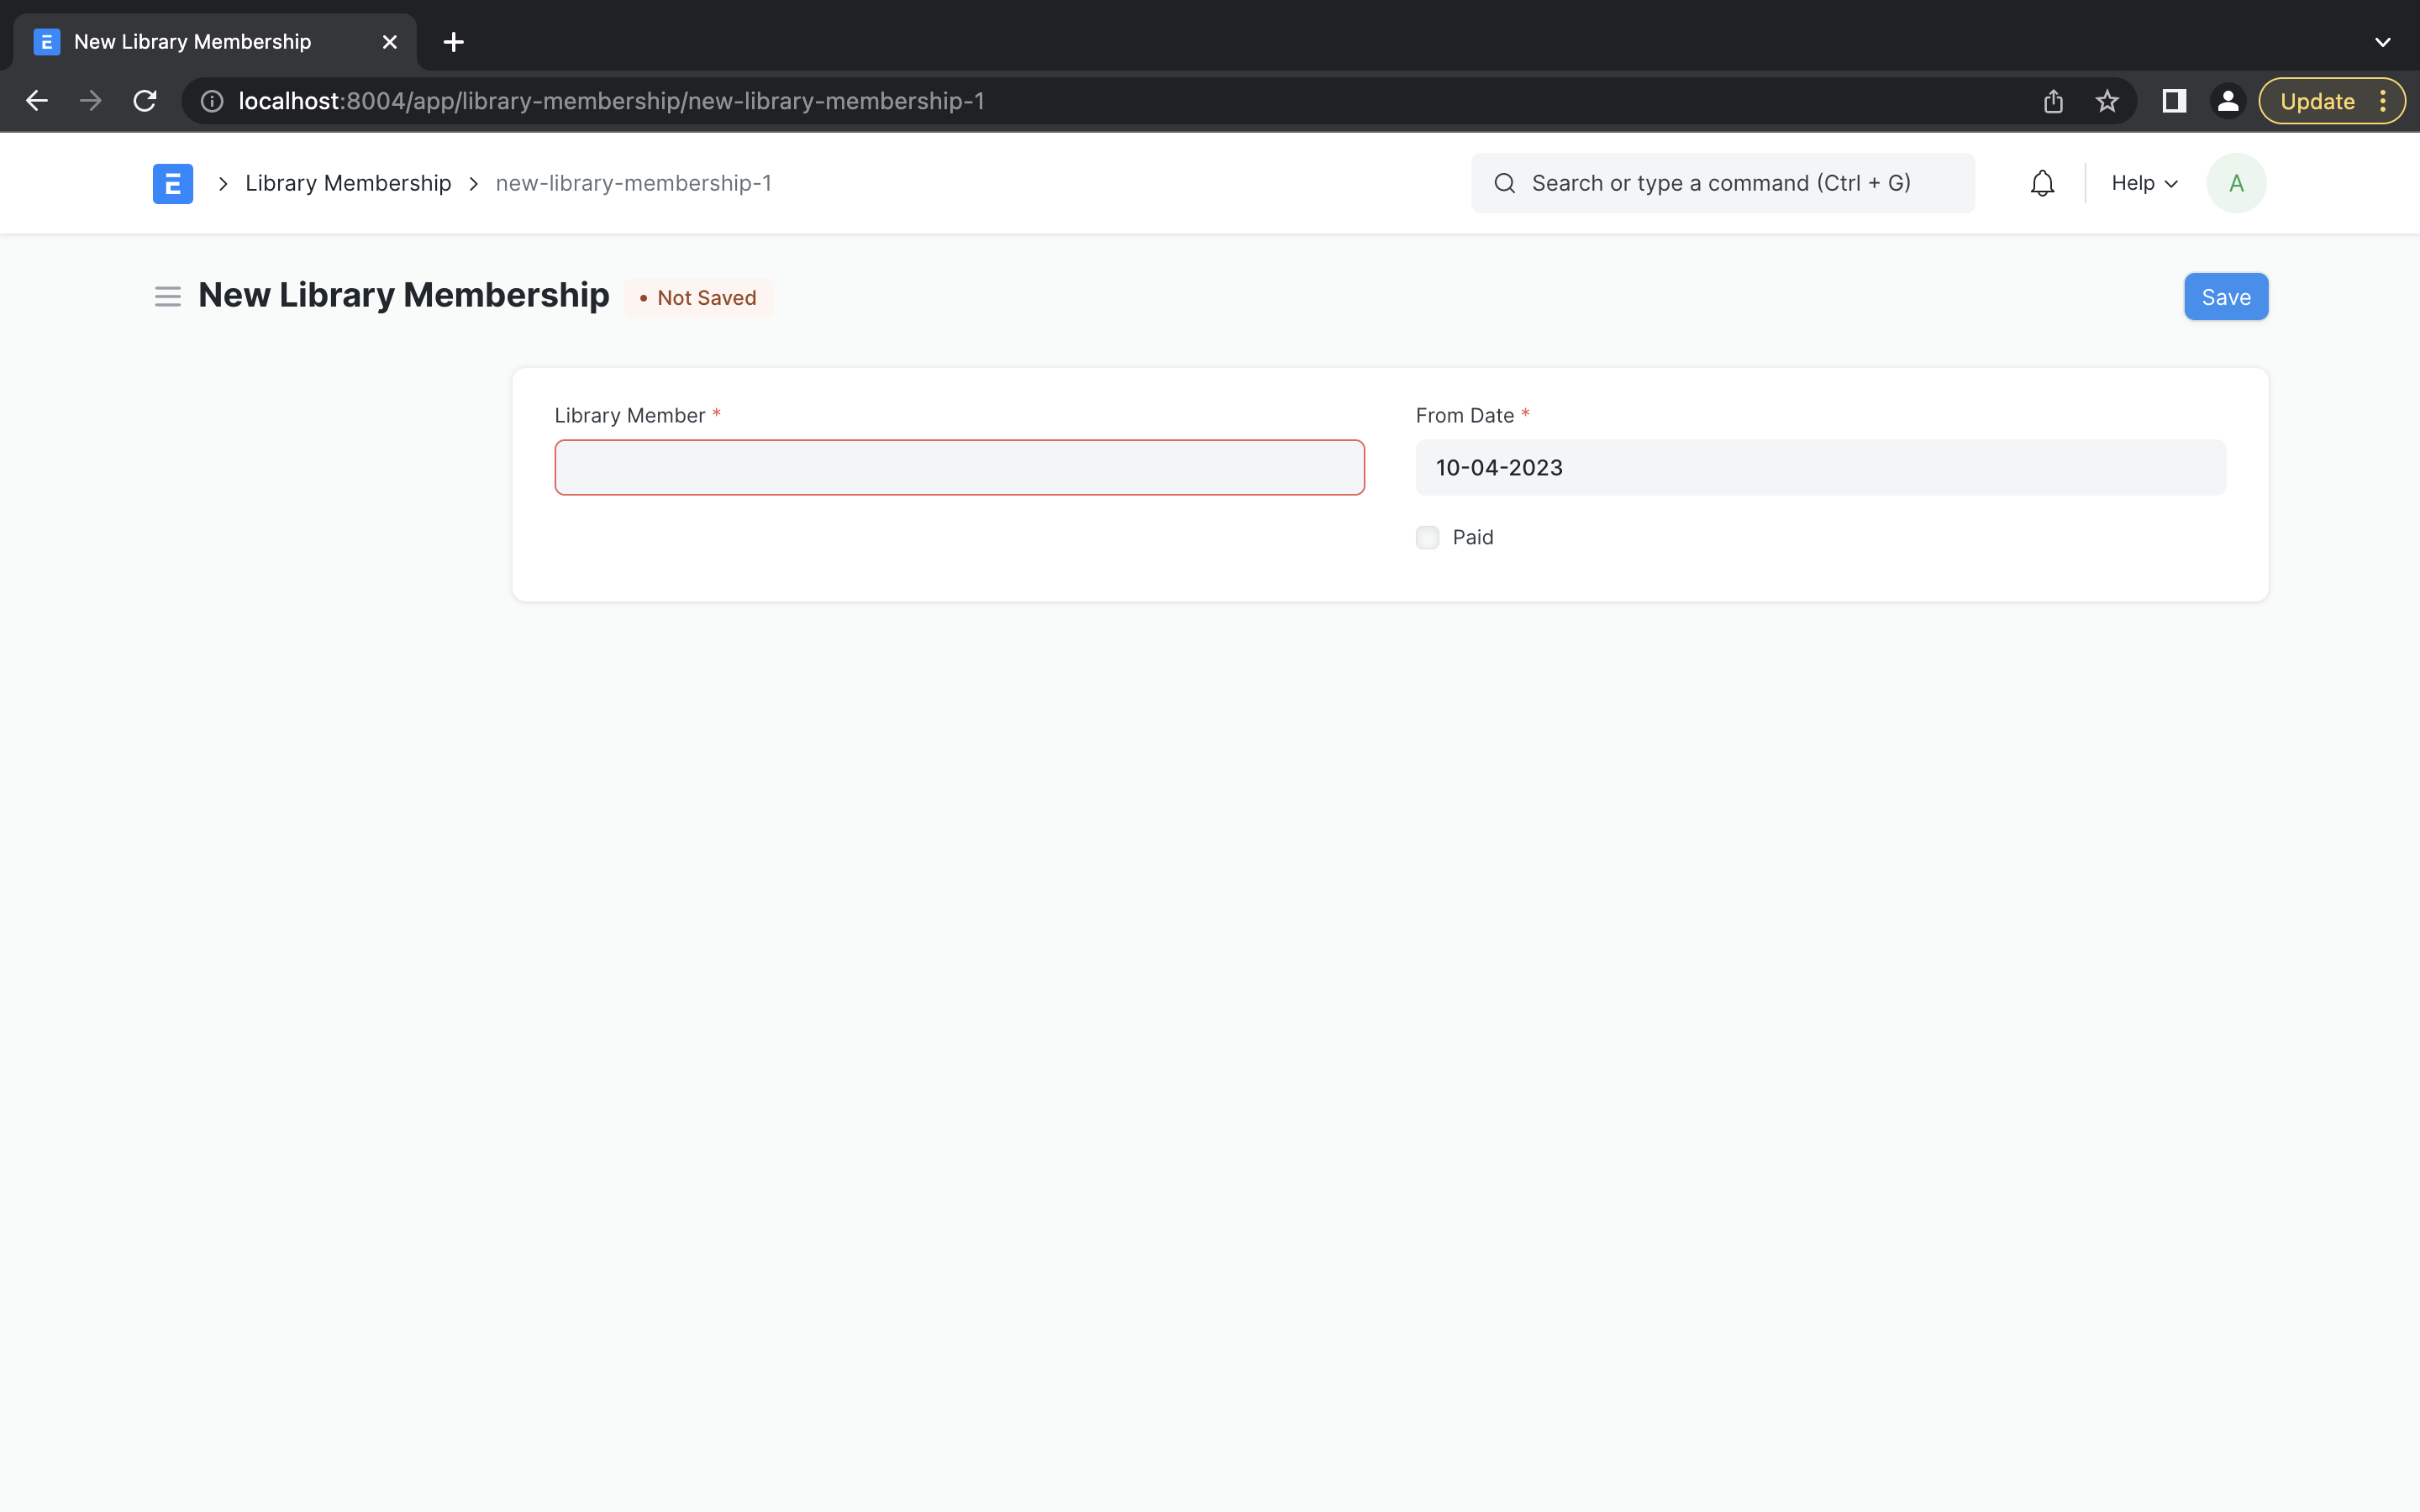 New Library Membership
localhost:8004/app/library-membership/new-library-membership-1
Update
Library Membership
new-library-membership-1
Search or type a command (Ctrl + G)
Help
A
New Library Membership
Not Saved
Save
Library Member *
From Date *
10-04-2023
Paid